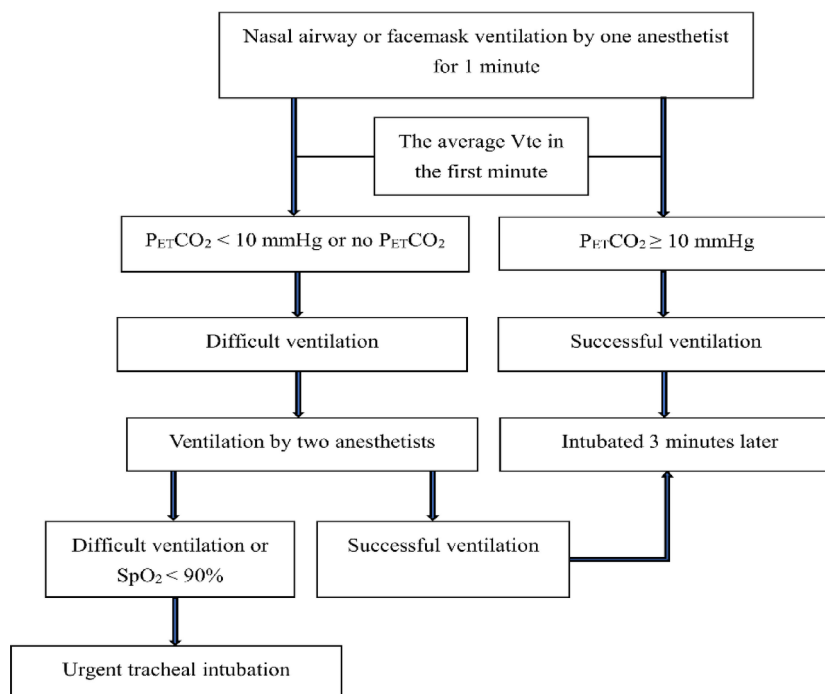 Nasal airway or facemask ventilation by one anesthetist
for 1 minute
The average Vte in
the first minute
PETCO2 < 10 mmHg or no PETCO2
PETCO2 ≥ 10 mmHg
Difficult ventilation
Successful ventilation
Ventilation by two anesthetists
Intubated 3 minutes later
Difficult ventilation or
SpO2 < 90%
Successful ventilation
Urgent tracheal intubation